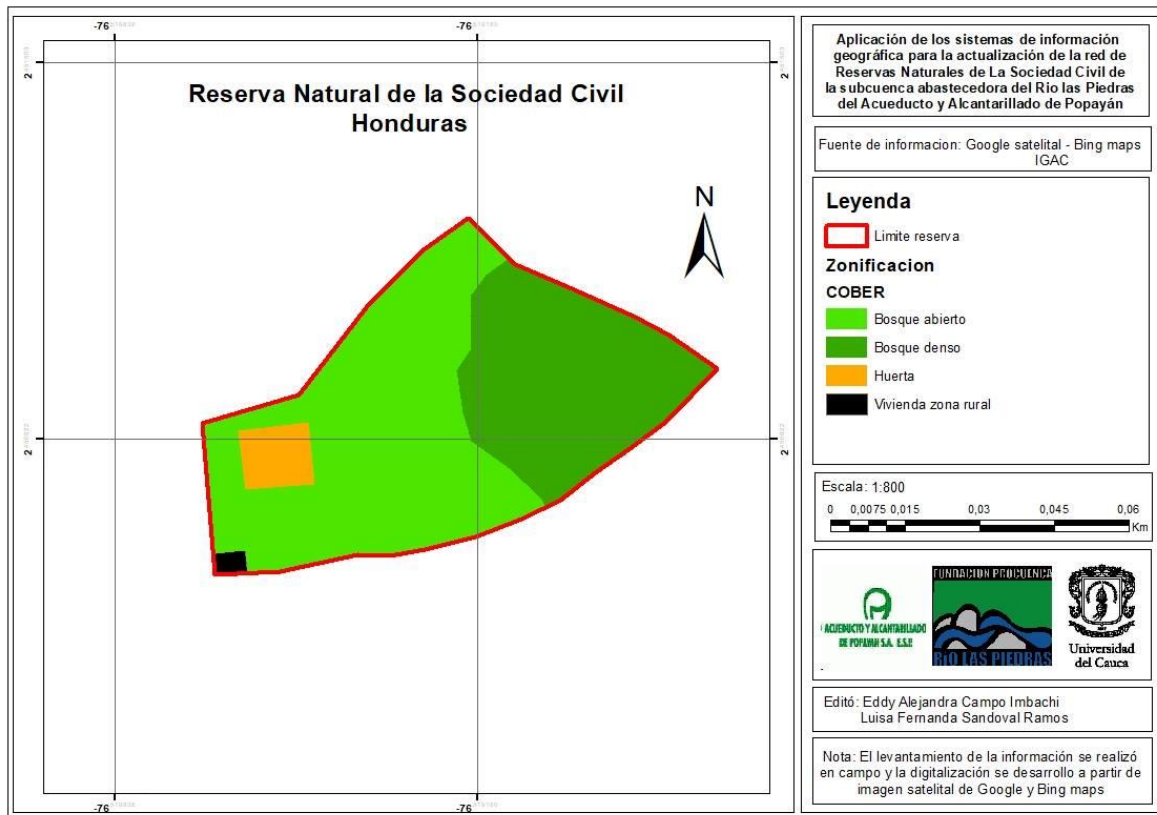 -76
-76
2
2
Reserva Natural de la Sociedad Civil
Honduras
N
2
2
-76
-76
Aplicación de los sistemas de información
geográfica para la actualización de la red de
Reservas Naturales de La Sociedad Civil de
la subcuenca abastecedora del Rio las Piedras
del Acueducto y Alcantarillado de Popayán
Fuente de informacion: Google satelital - Bing maps
IGAC
Leyenda
Limite reserva
Zonificacion
COBER
Bosque abierto
Bosque denso
Huerta
Vivienda zona rural
Escala: 1:800
0 0,0075 0,015 0,03 0,045 0,06
Km
ACUEDUCTO Y ALCANTARILLADO
DE POPAYAN S.A. E.S.P.
FUNDACION PROCUENCA
RIO LAS PIEDRAS
Universidad
del Cauca
Editó: Eddy Alejandra Campo Imbachi
Luisa Fernanda Sandoval Ramos
Nota: El levantamiento de la información se realizó
en campo y la digitalización se desarrollo a partir de
imagen satelital de Google y Bing maps